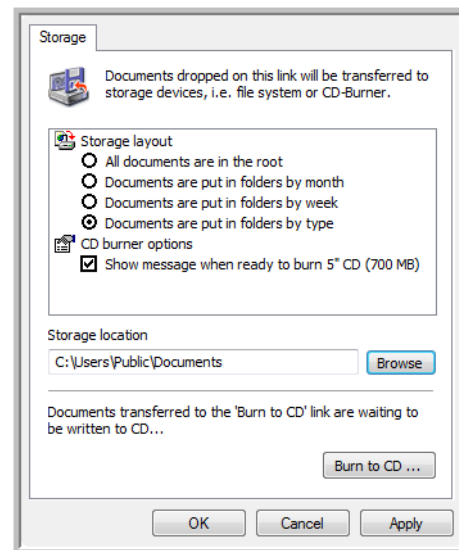 Storage
Documents dropped on this link will be transferred to
storage devices, i.e. file system or CD-Burner.
Storage layout
All documents are in the root
Documents are put in folders by month
Documents are put in folders by week
Documents are put in folders by type
CD burner options
Show message when ready to burn 5" CD (700 MB)
Storage location
C:\Users\Public\Documents
Browse
Documents transferred to the 'Burn to CD' link are waiting to
be written to CD...
Burn to CD ...
OK
Cancel
Apply